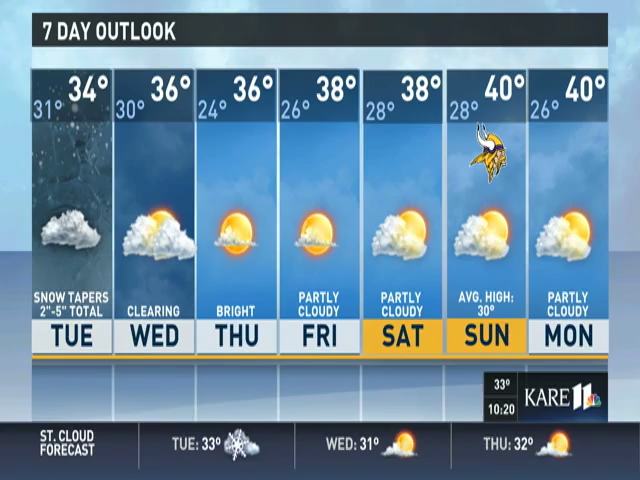 7 DAY OUTLOOK
34° 36° 36° 38° 38° 40° 40°
31° 30° 24° 26° 28° 28° 26°
SNOW TAPERS
2"-5" TOTAL
TUE
CLEARING
WED
BRIGHT
THU
PARTLY
CLOUDY
FRI
PARTLY
CLOUDY
SAT
AVG. HIGH:
30°
SUN
PARTLY
CLOUDY
MON
33°
10:20
KARE 11
ST. CLOUD
FORECAST
TUE: 33°
WED: 31°
THU: 32°